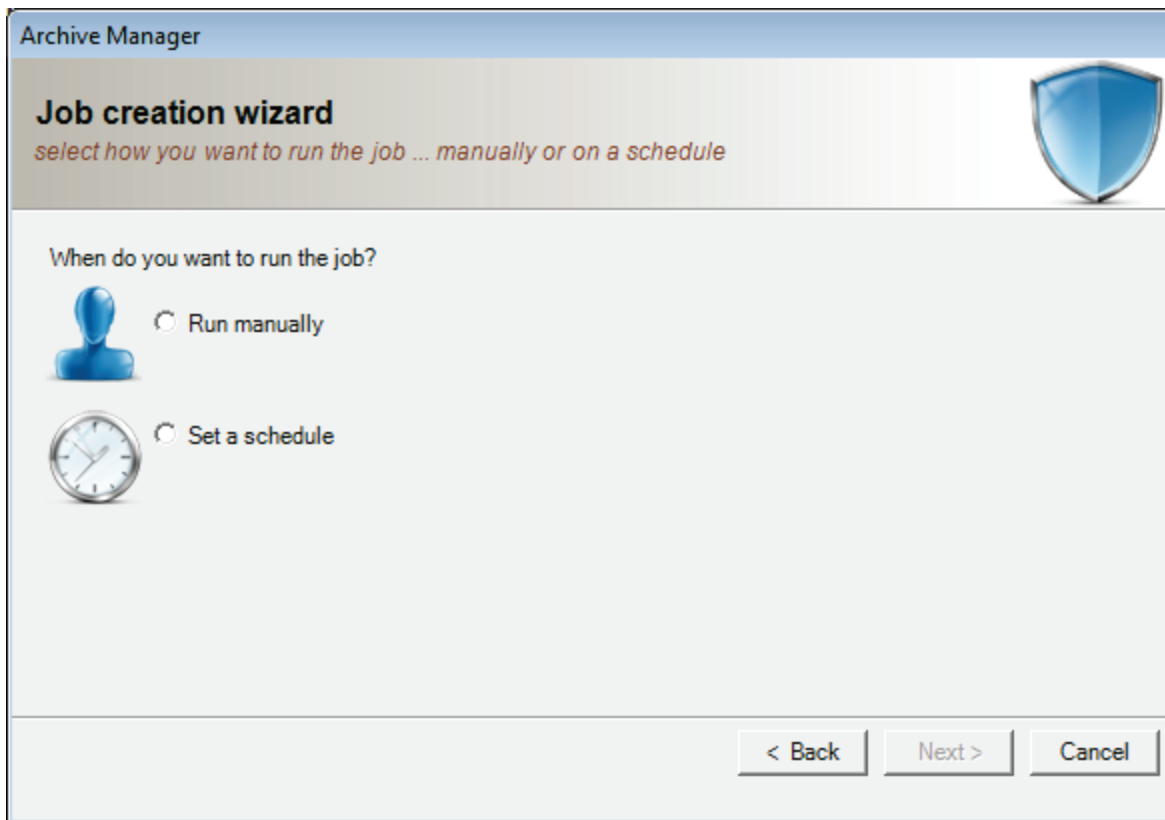 Archive Manager
Job creation wizard
select how you want to run the job ... manually or on a schedule
When do you want to run the job?
Run manually
Set a schedule
< Back Next > Cancel